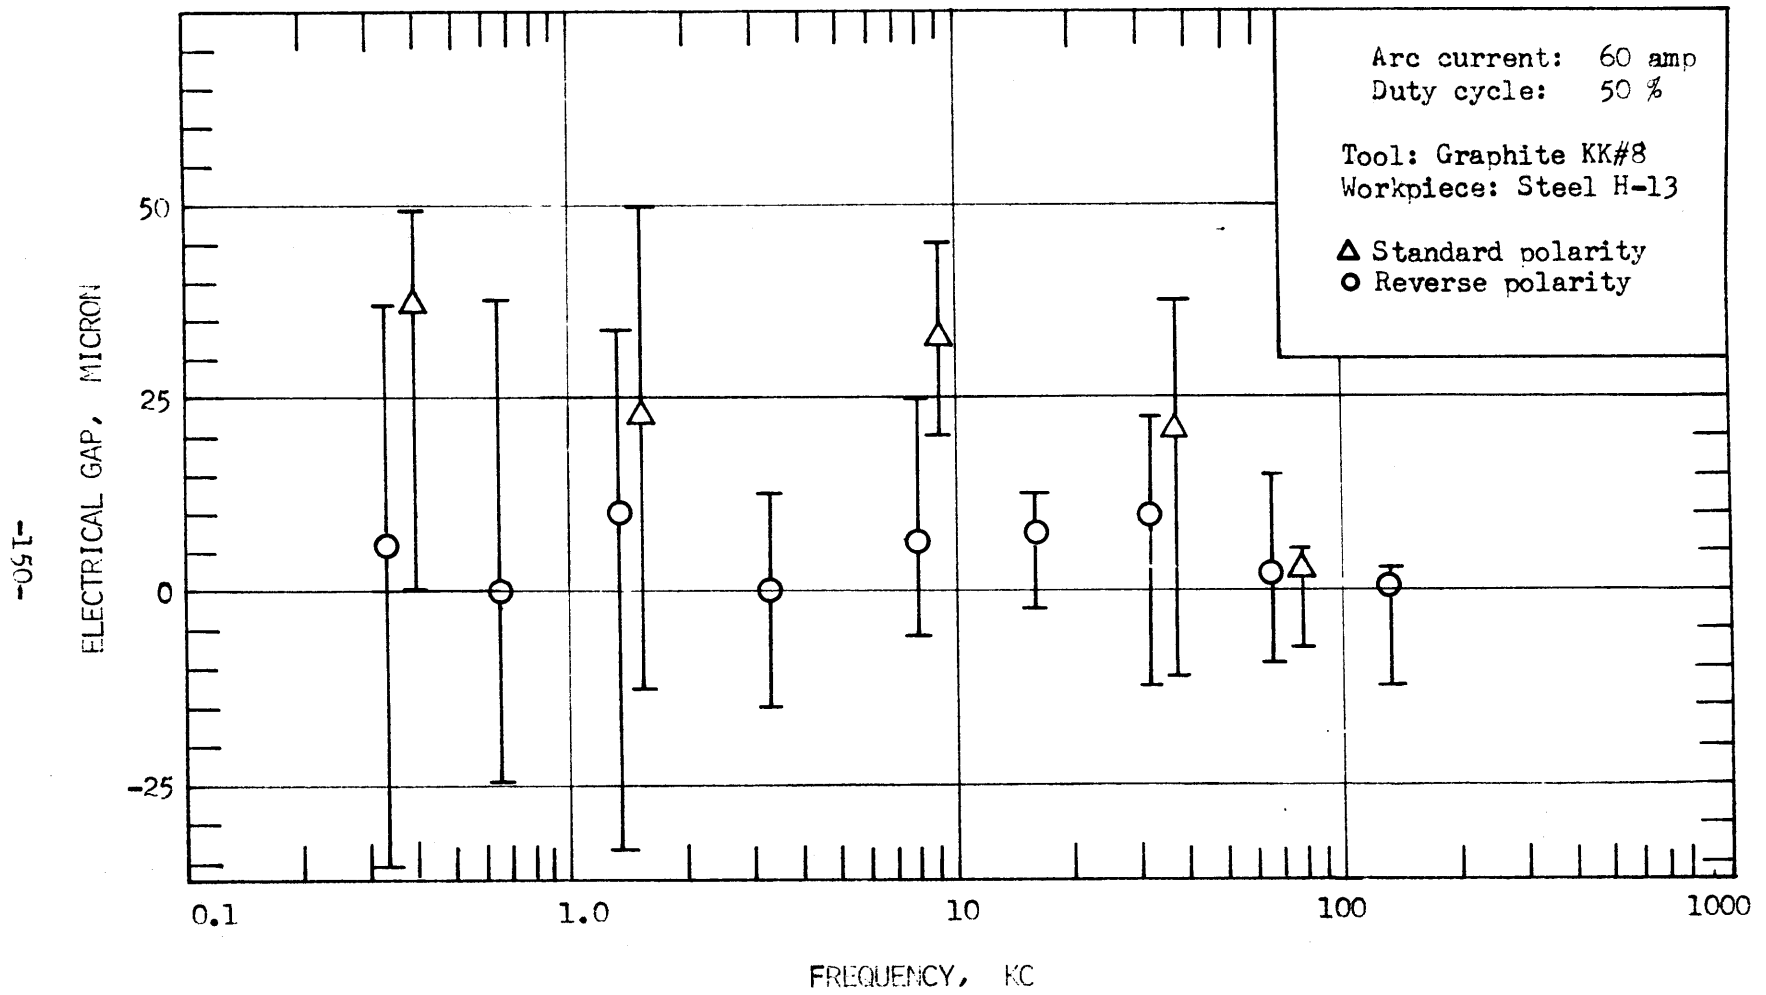 Arc current: 60 amp
Duty cycle: 50 %
Tool: Graphite KK#8
Workpiece: Steel H-13
△ Standard polarity
○ Reverse polarity
50
25
0
-25
ELECTRICAL GAP, MICRON
0.1 1.0 10 100 1000
FREQUENCY, KC
-150-